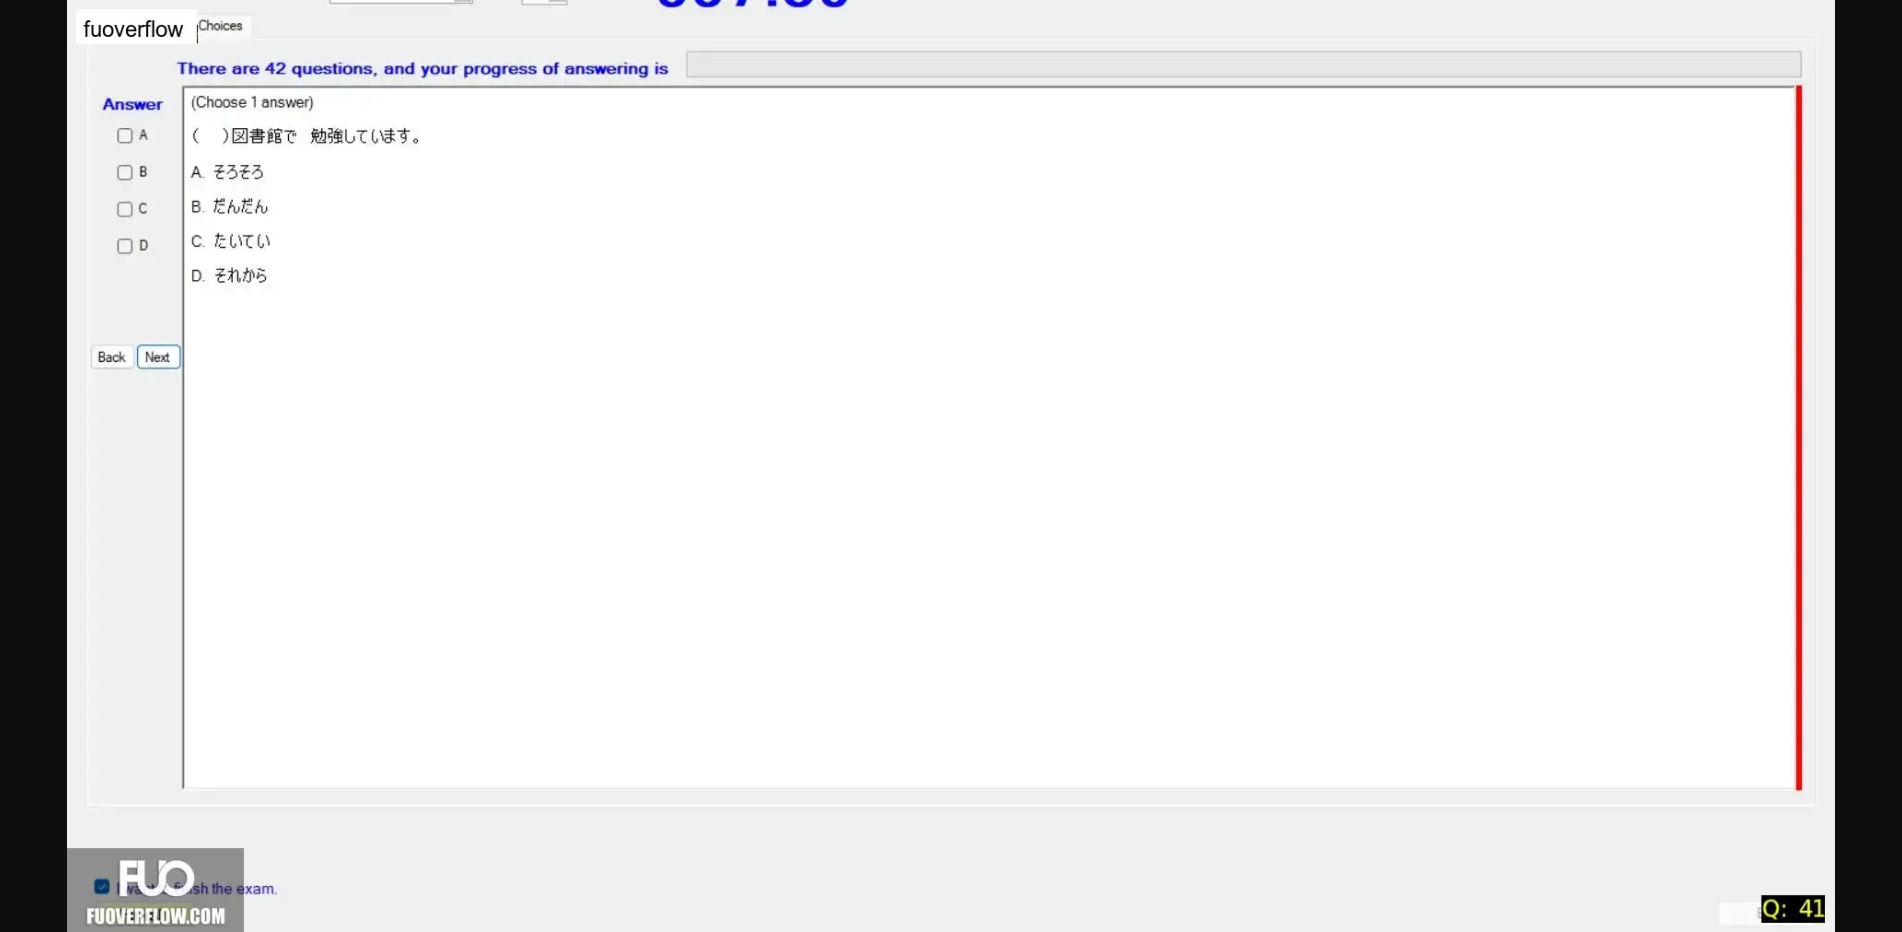 fuoverflow
Choices
There are 42 questions, and your progress of answering is
Answer
(Choose 1 answer)
A
(　)図書館で　勉強しています。
B
A. そろそろ
C
B. だんだん
D
C. たいてい
D. それから
Back
Next
FUO
the exam.
FUOVERFLOW.COM
Q: 41